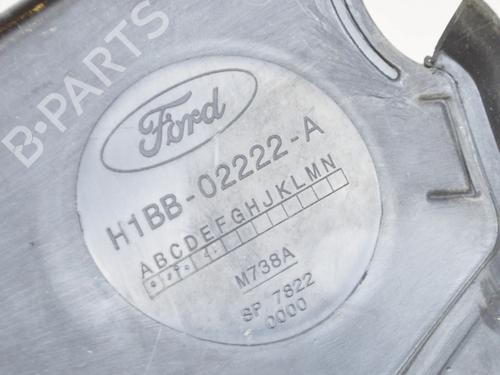 B-PARTS
Ford
H1BB-02222-A
ABCDEFGHJKLMN
M738A
SP 7822
0000